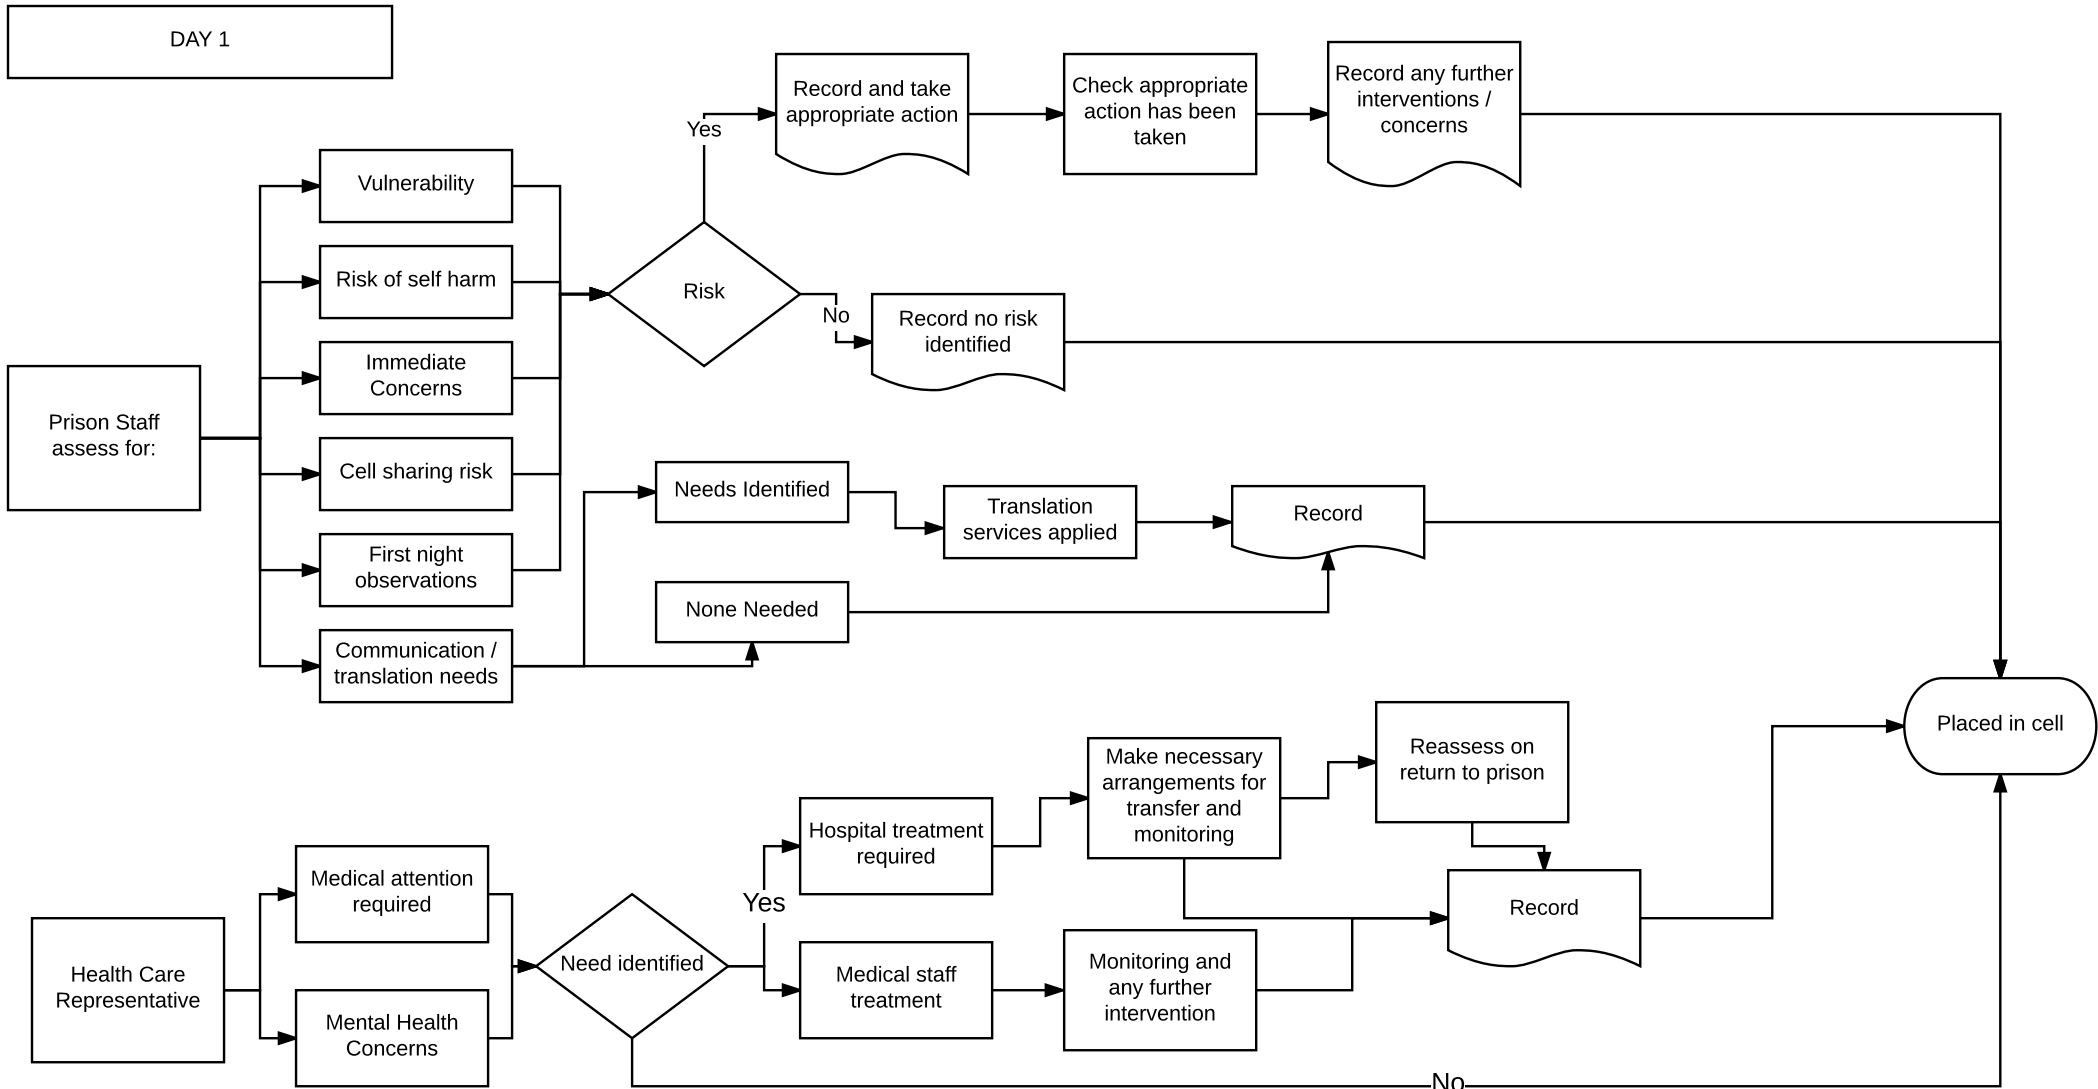 DAY 1
Record and take
appropriate action
Check appropriate
action has been
taken
Record any further
interventions /
concerns
Yes
Vulnerability
Risk of self harm
Immediate
Concerns
Cell sharing risk
First night
observations
Communication /
translation needs
Prison Staff
assess for:
Risk
No
Record no risk
identified
Needs Identified
Translation
services applied
Record
None Needed
Placed in cell
Health Care
Representative
Medical attention
required
Mental Health
Concerns
Need identified
Yes
Hospital treatment
required
Make necessary
arrangements for
transfer and
monitoring
Reassess on
return to prison
Medical staff
treatment
Monitoring and
any further
intervention
Record
No